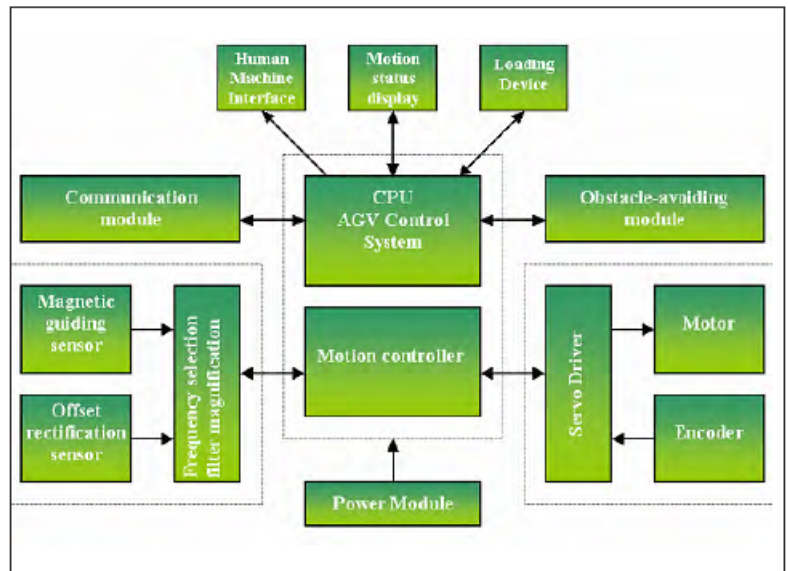 Human
Machine
Interface
Motion
status
display
Loading
Device
Communication
module
CPU
AGV Control
System
Obstacle-avoiding
module
Magnetic
guiding
sensor
Offset
rectification
sensor
Frequency selection
filter magnification
Motion controller
Servo Driver
Motor
Encoder
Power Module